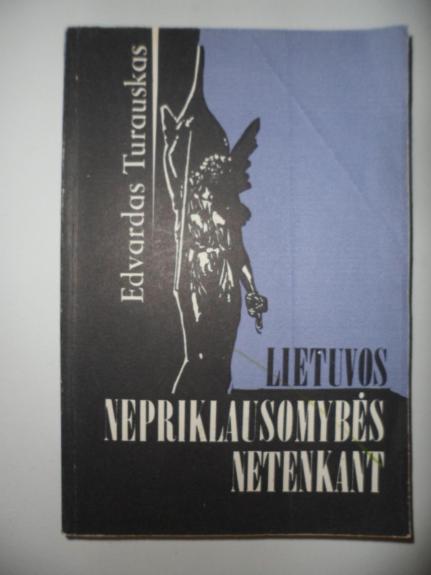 Edvardas Turauskas
LIETUVOS
NEPRIKLAUSOMYBĖS
NETENKANT